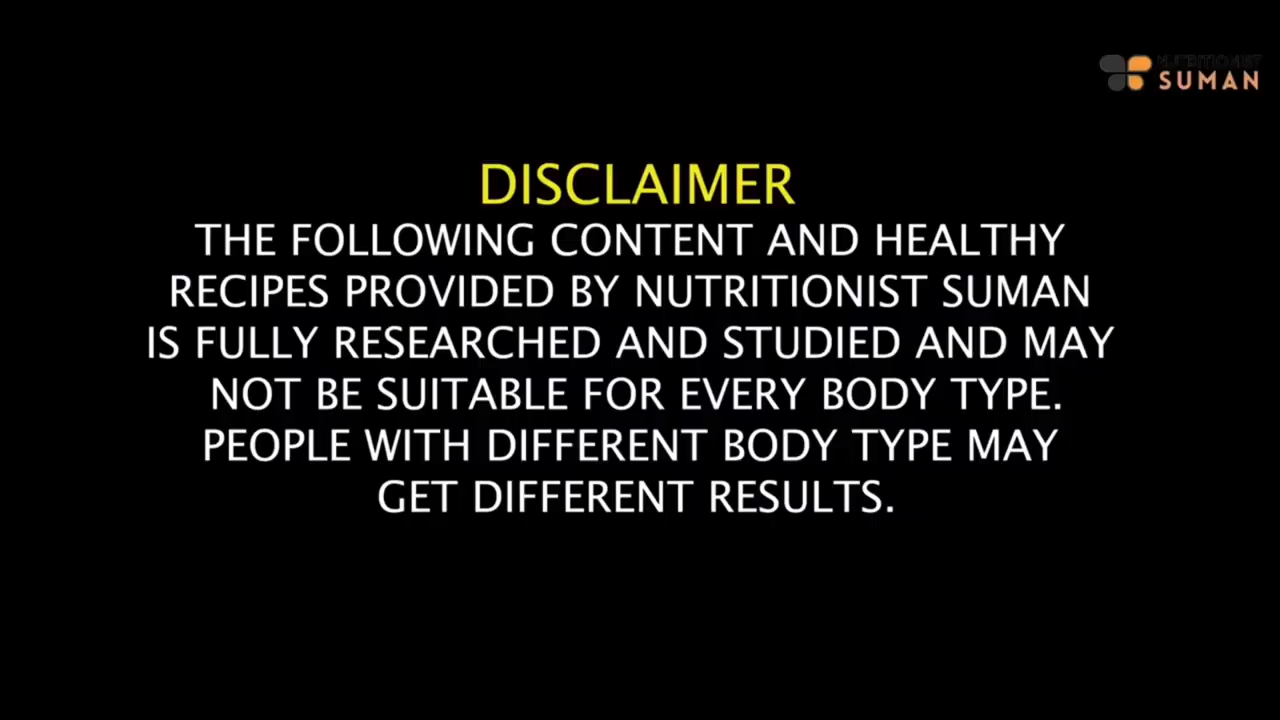 NUTRITIONIST
SUMAN
DISCLAIMER
THE FOLLOWING CONTENT AND HEALTHY
RECIPES PROVIDED BY NUTRITIONIST SUMAN
IS FULLY RESEARCHED AND STUDIED AND MAY
NOT BE SUITABLE FOR EVERY BODY TYPE.
PEOPLE WITH DIFFERENT BODY TYPE MAY
GET DIFFERENT RESULTS.